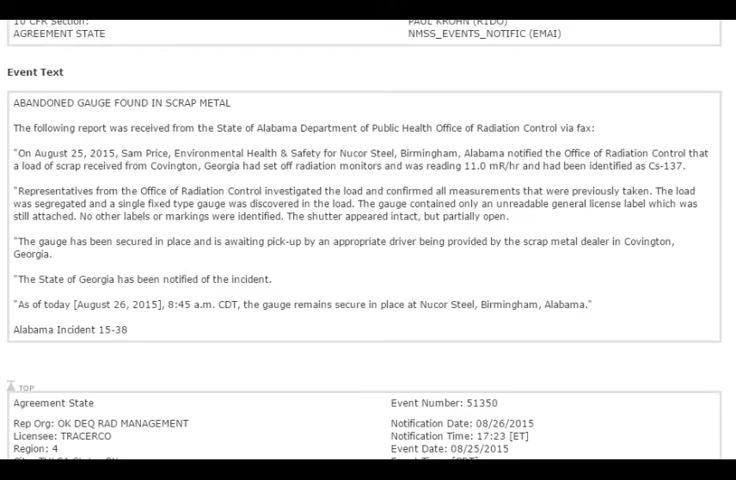 10 CFR Section:
PAUL KROHN (R1DO)
AGREEMENT STATE
NMSS_EVENTS_NOTIFIC (EMAI)
Event Text
ABANDONED GAUGE FOUND IN SCRAP METAL
The following report was received from the State of Alabama Department of Public Health Office of Radiation Control via fax:
"On August 25, 2015, Sam Price, Environmental Health & Safety for Nucor Steel, Birmingham, Alabama notified the Office of Radiation Control that
a load of scrap received from Covington, Georgia had set off radiation monitors and was reading 11.0 mR/hr and had been identified as Cs-137.
"Representatives from the Office of Radiation Control investigated the load and confirmed all measurements that were previously taken. The load
was segregated and a single fixed type gauge was discovered in the load. The gauge contained only an unreadable general license label which was
still attached. No other labels or markings were identified. The shutter appeared intact, but partially open.
"The gauge has been secured in place and is awaiting pick-up by an appropriate driver being provided by the scrap metal dealer in Covington,
Georgia.
"The State of Georgia has been notified of the incident.
"As of today [August 26, 2015], 8:45 a.m. CDT, the gauge remains secure in place at Nucor Steel, Birmingham, Alabama."
Alabama Incident 15-38
TOP
Agreement State
Event Number: 51350
Rep Org: OK DEQ RAD MANAGEMENT
Notification Date: 08/26/2015
Licensee: TRACERCO
Notification Time: 17:23 [ET]
Region: 4
Event Date: 08/25/2015